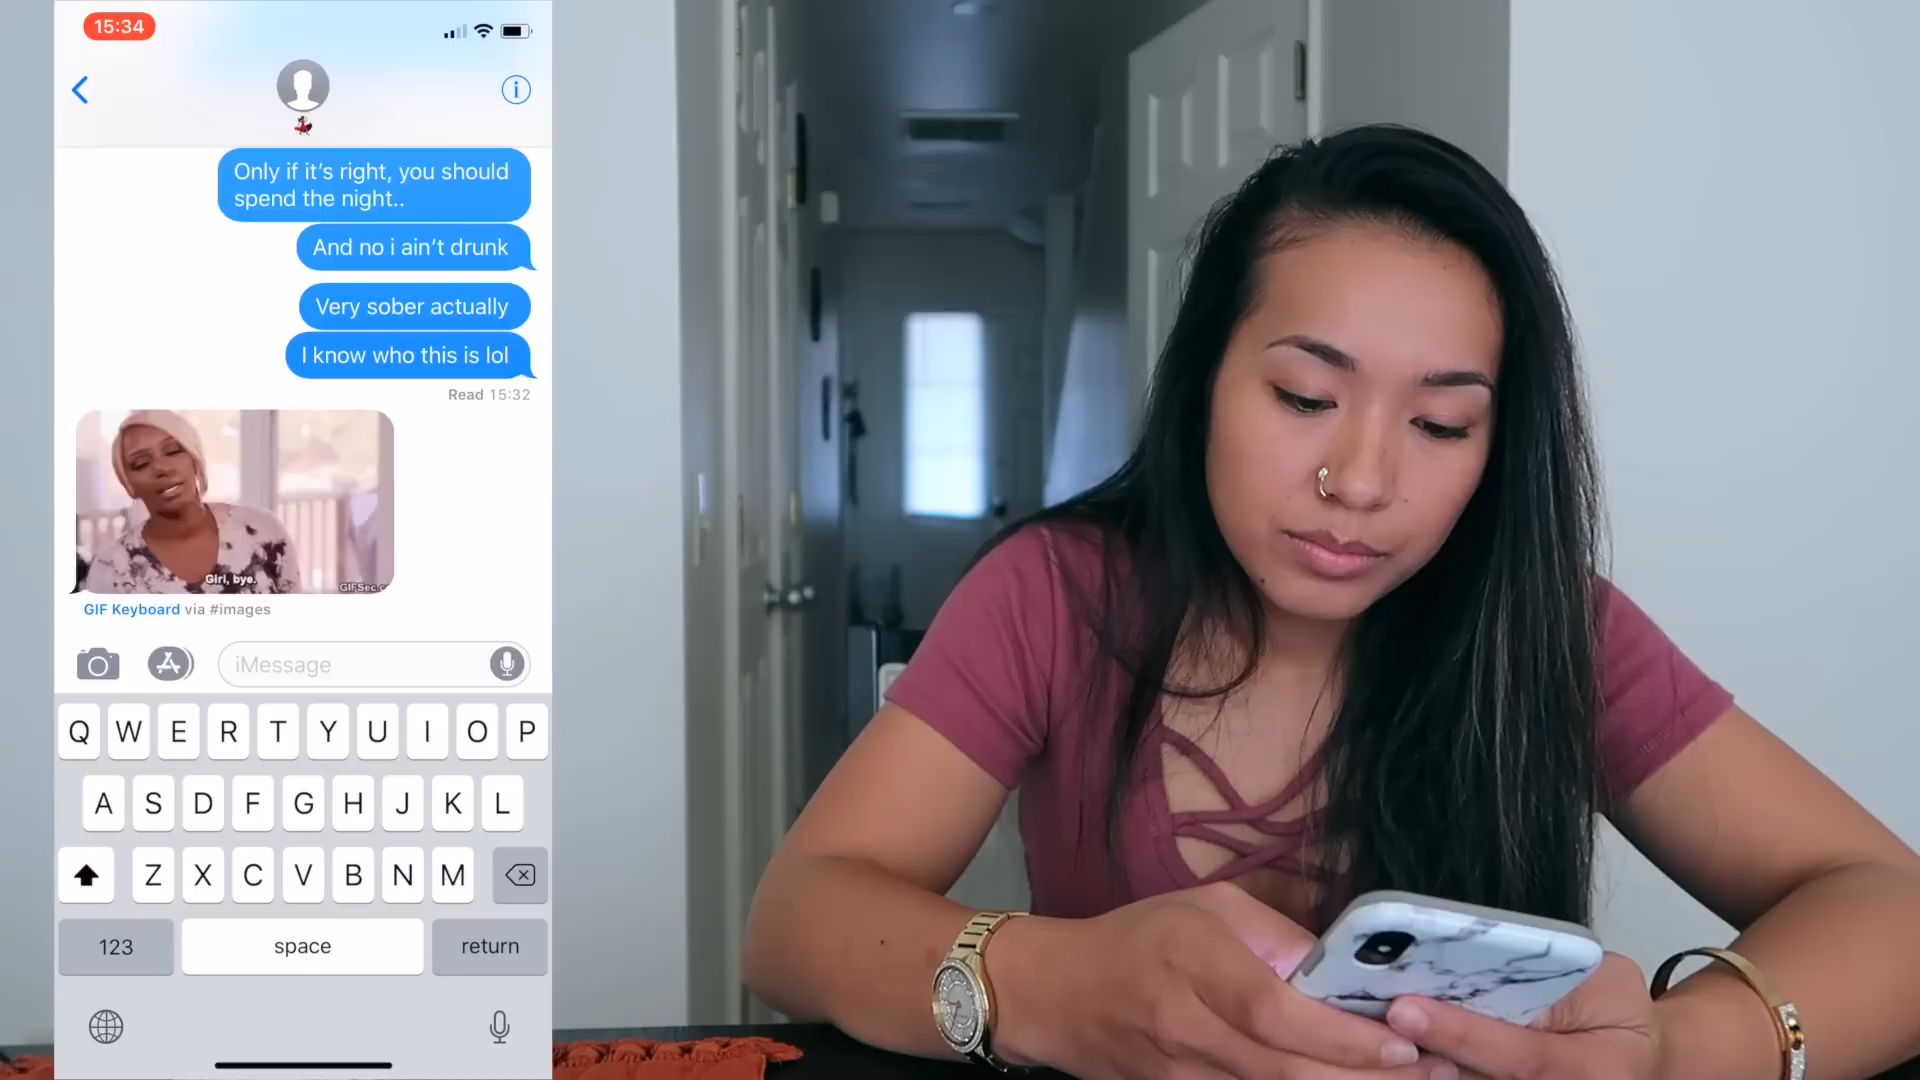 15:34
Only if it's right, you should
spend the night..
And no i ain't drunk
Very sober actually
I know who this is lol
Read 15:32
Girl, bye.
GIF Keyboard via #images
iMessage
Q W E R T Y U I O P
A S D F G H J K L
Z X C V B N M
123 space return